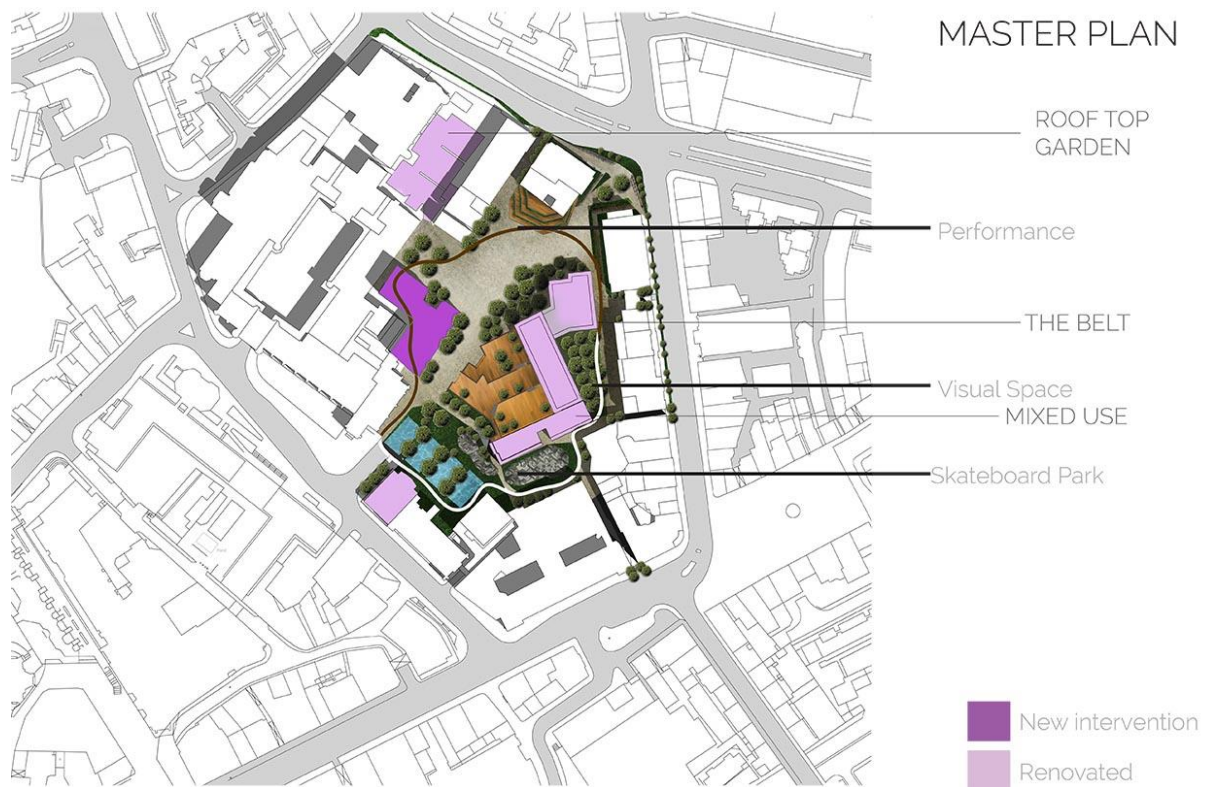 MASTER PLAN
ROOF TOP
GARDEN
Performance
THE BELT
Visual Space
MIXED USE
Skateboard Park
New intervention
Renovated